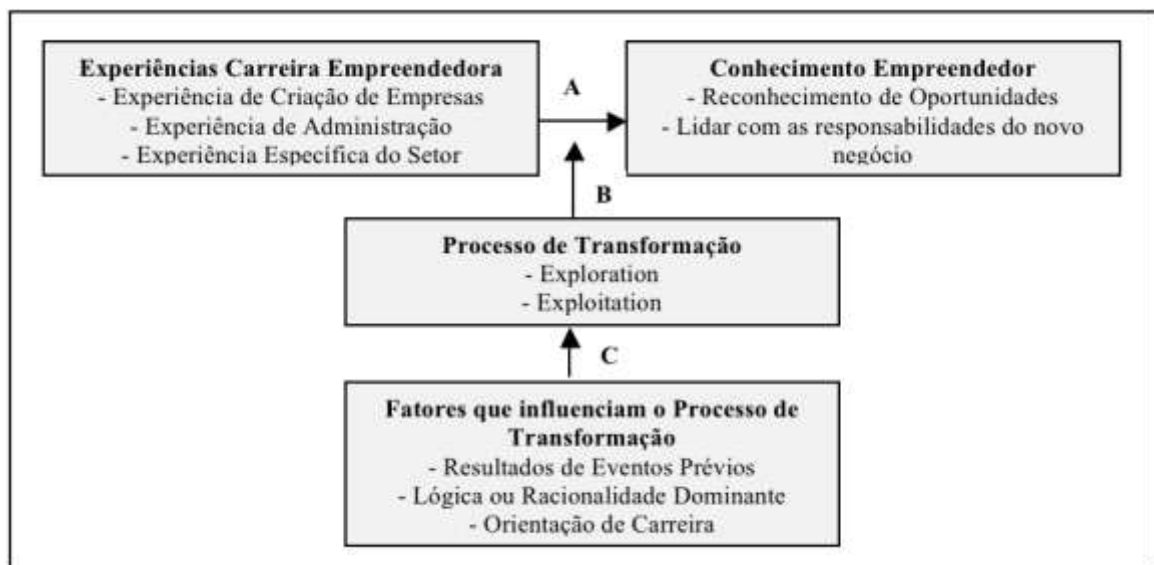 Experiências Carreira Empreendedora
- Experiência de Criação de Empresas
- Experiência de Administração
- Experiência Específica do Setor
A
Conhecimento Empreendedor
- Reconhecimento de Oportunidades
- Lidar com as responsabilidades do novo
negócio
B
Processo de Transformação
- Exploration
- Exploitation
C
Fatores que influenciam o Processo de
Transformação
- Resultados de Eventos Prévios
- Lógica ou Racionalidade Dominante
- Orientação de Carreira